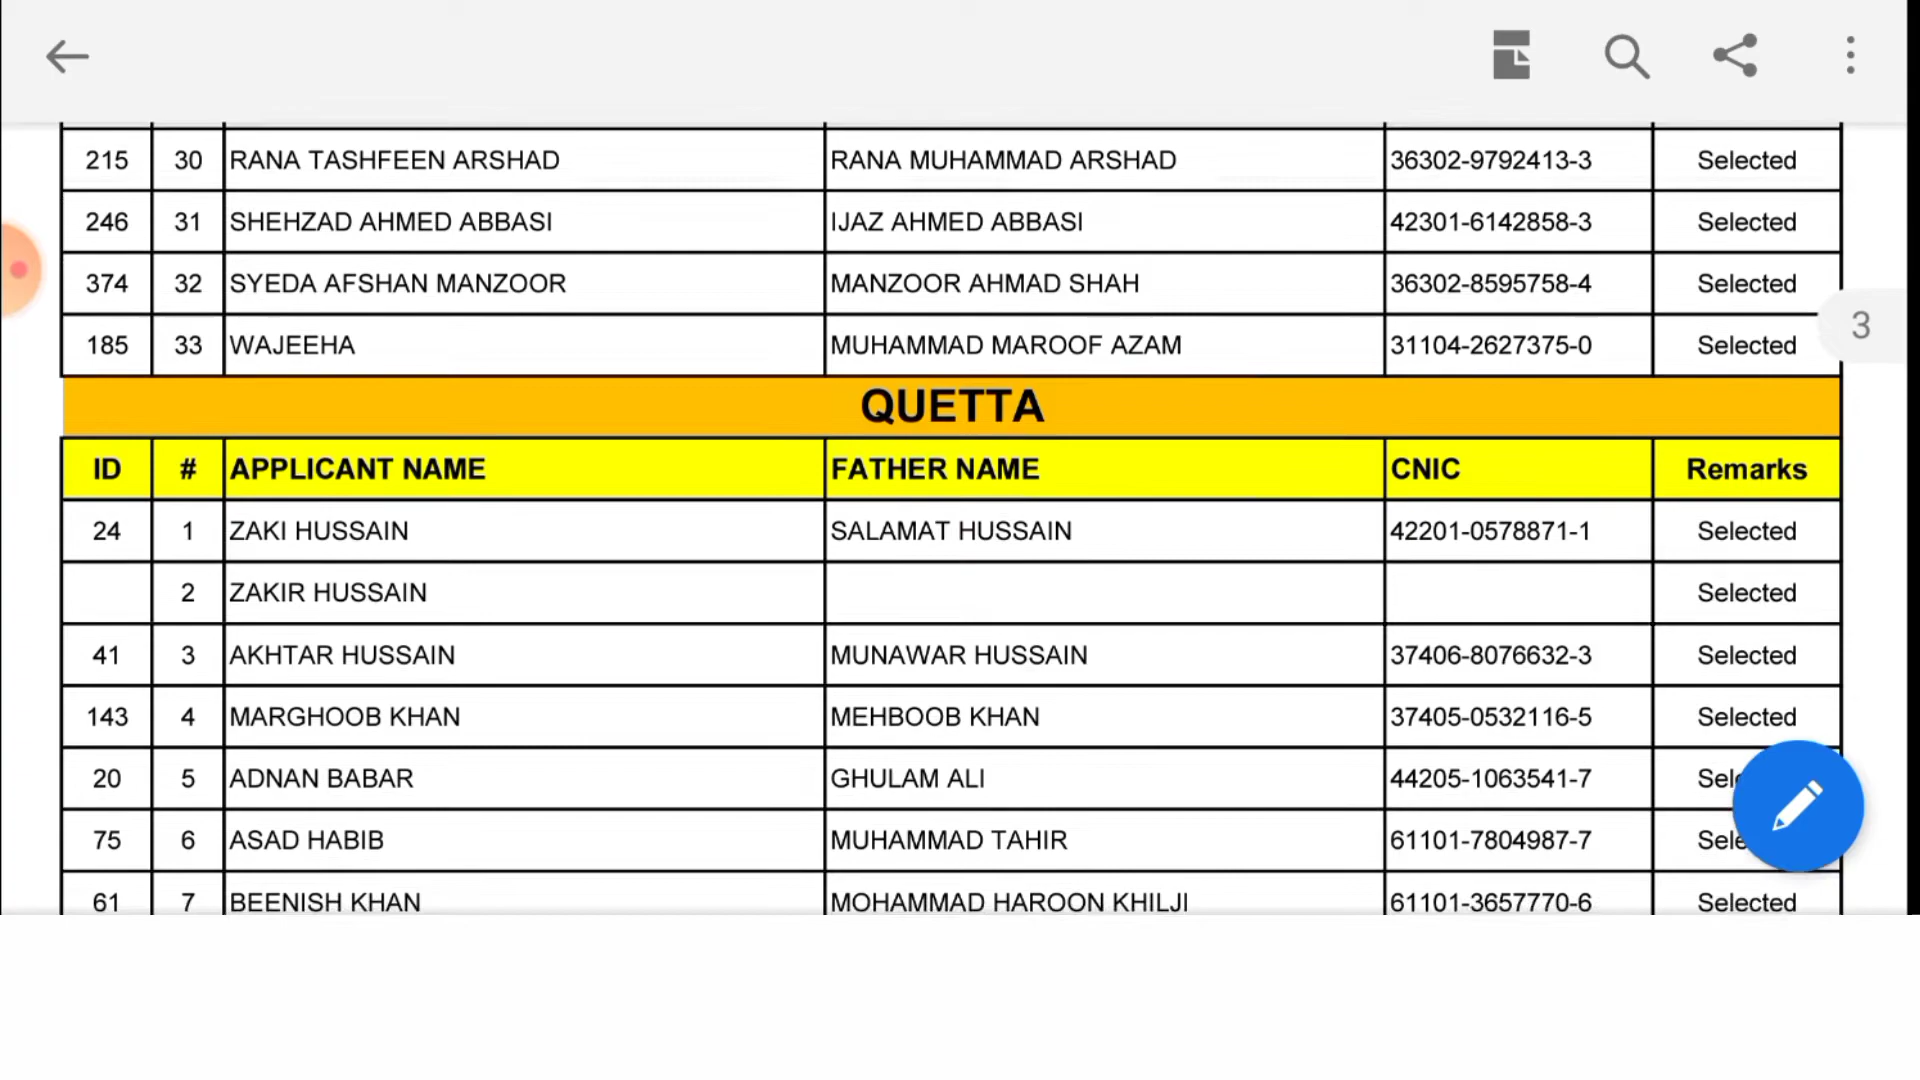 215 30 RANA TASHFEEN ARSHAD RANA MUHAMMAD ARSHAD 36302-9792413-3 Selected
246 31 SHEHZAD AHMED ABBASI IJAZ AHMED ABBASI 42301-6142858-3 Selected
374 32 SYEDA AFSHAN MANZOOR MANZOOR AHMAD SHAH 36302-8595758-4 Selected
3
185 33 WAJEEHA MUHAMMAD MAROOF AZAM 31104-2627375-0 Selected
QUETTA
ID # APPLICANT NAME FATHER NAME CNIC Remarks
24 1 ZAKI HUSSAIN SALAMAT HUSSAIN 42201-0578871-1 Selected
2 ZAKIR HUSSAIN Selected
41 3 AKHTAR HUSSAIN MUNAWAR HUSSAIN 37406-8076632-3 Selected
143 4 MARGHOOB KHAN MEHBOOB KHAN 37405-0532116-5 Selected
20 5 ADNAN BABAR GHULAM ALI 44205-1063541-7
75 6 ASAD HABIB MUHAMMAD TAHIR 61101-7804987-7
61 7 BEENISH KHAN MOHAMMAD HAROON KHILJI 61101-3657770-6 Selected